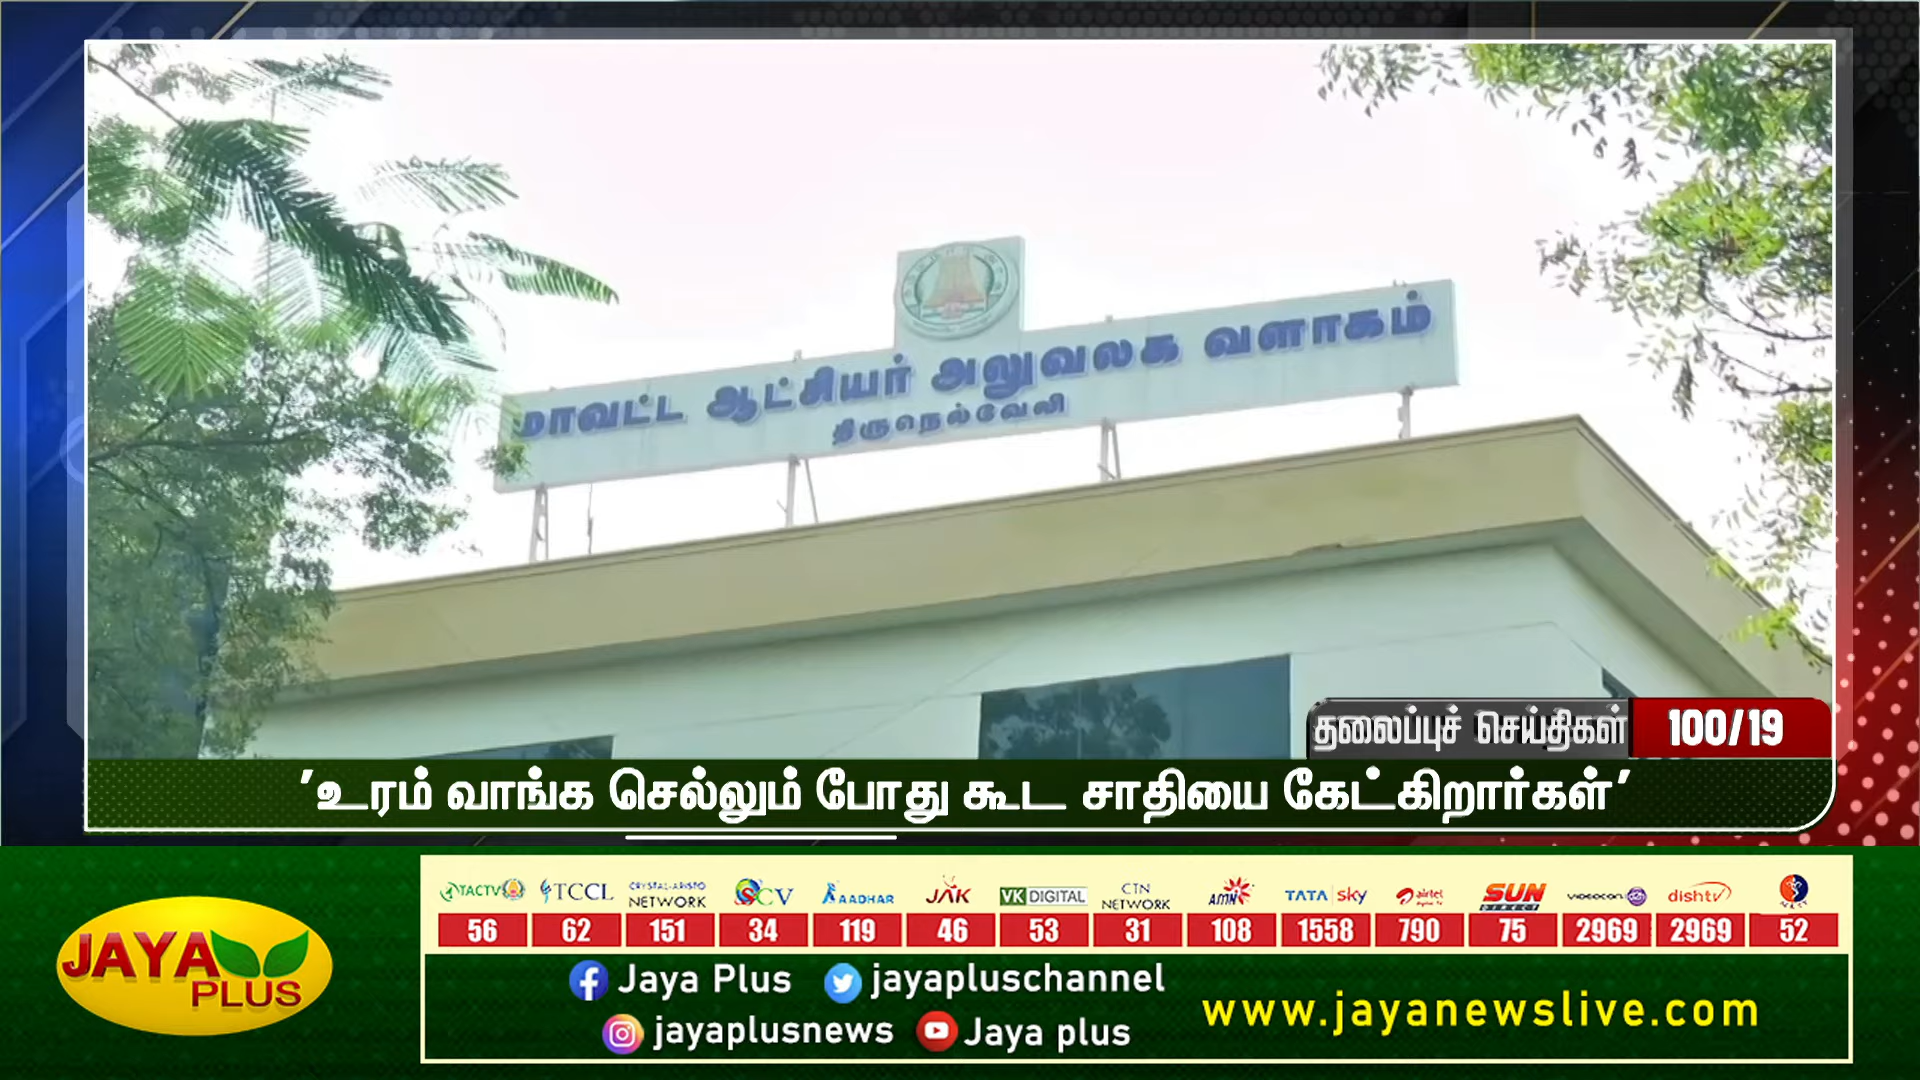 மாவட்ட ஆட்சியர் அலுவலக வளாகம்
திருநெல்வேலி
தலைப்புச் செய்திகள் 100/19
'உரம் வாங்க செல்லும் போது கூட சாதியை கேட்கிறார்கள்'
JAYA PLUS
TACTV TCCL CRYSTAL-ARISTO NETWORK SCV AADHAR JAK VK DIGITAL CTN NETWORK AMN TATA sky airtel SUN DIRECT VIDEOCON dishtv
56 62 151 34 119 46 53 31 108 1558 790 75 2969 2969 52
Jaya Plus jayapluschannel
jayaplusnews Jaya plus
www.jayanewslive.com